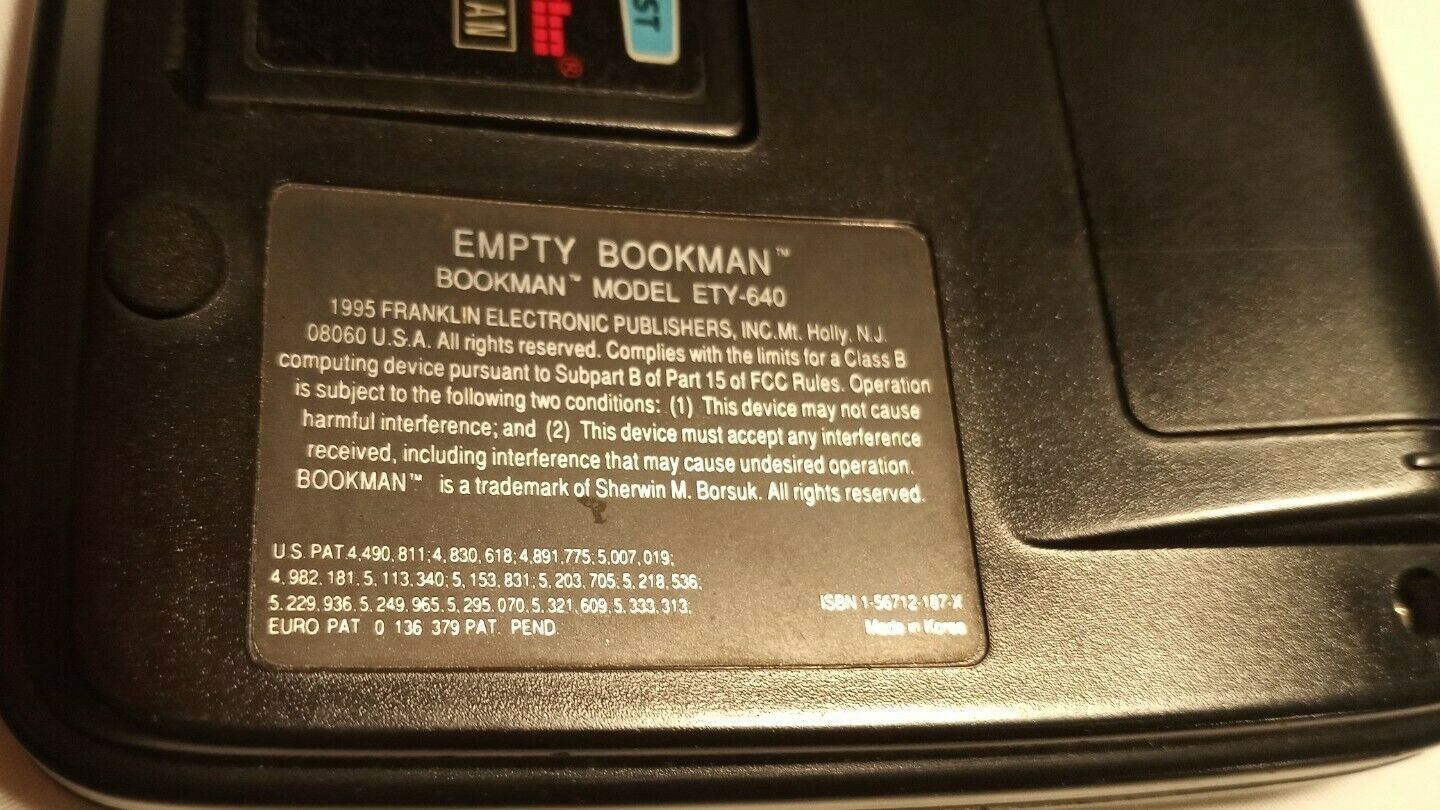 ST
AN
®
EMPTY BOOKMAN™
BOOKMAN™ MODEL ETY-640
1995 FRANKLIN ELECTRONIC PUBLISHERS, INC.Mt. Holly, N.J.
08060 U.S.A. All rights reserved. Complies with the limits for a Class B
computing device pursuant to Subpart B of Part 15 of FCC Rules. Operation
is subject to the following two conditions: (1) This device may not cause
harmful interference; and (2) This device must accept any interference
received, including interference that may cause undesired operation.
BOOKMAN™ is a trademark of Sherwin M. Borsuk. All rights reserved.
U.S. PAT.4,490,811; 4,830,618; 4,891,775; 5,007,019;
4,982,181, 5,113,340; 5,153,831; 5,203,705; 5,218,536;
5,229,936, 5,249,965, 5,295,070, 5,321,609, 5,333,313;
EURO PAT 0 136 379 PAT. PEND.
ISBN 1-56712-187-X
Made in Korea